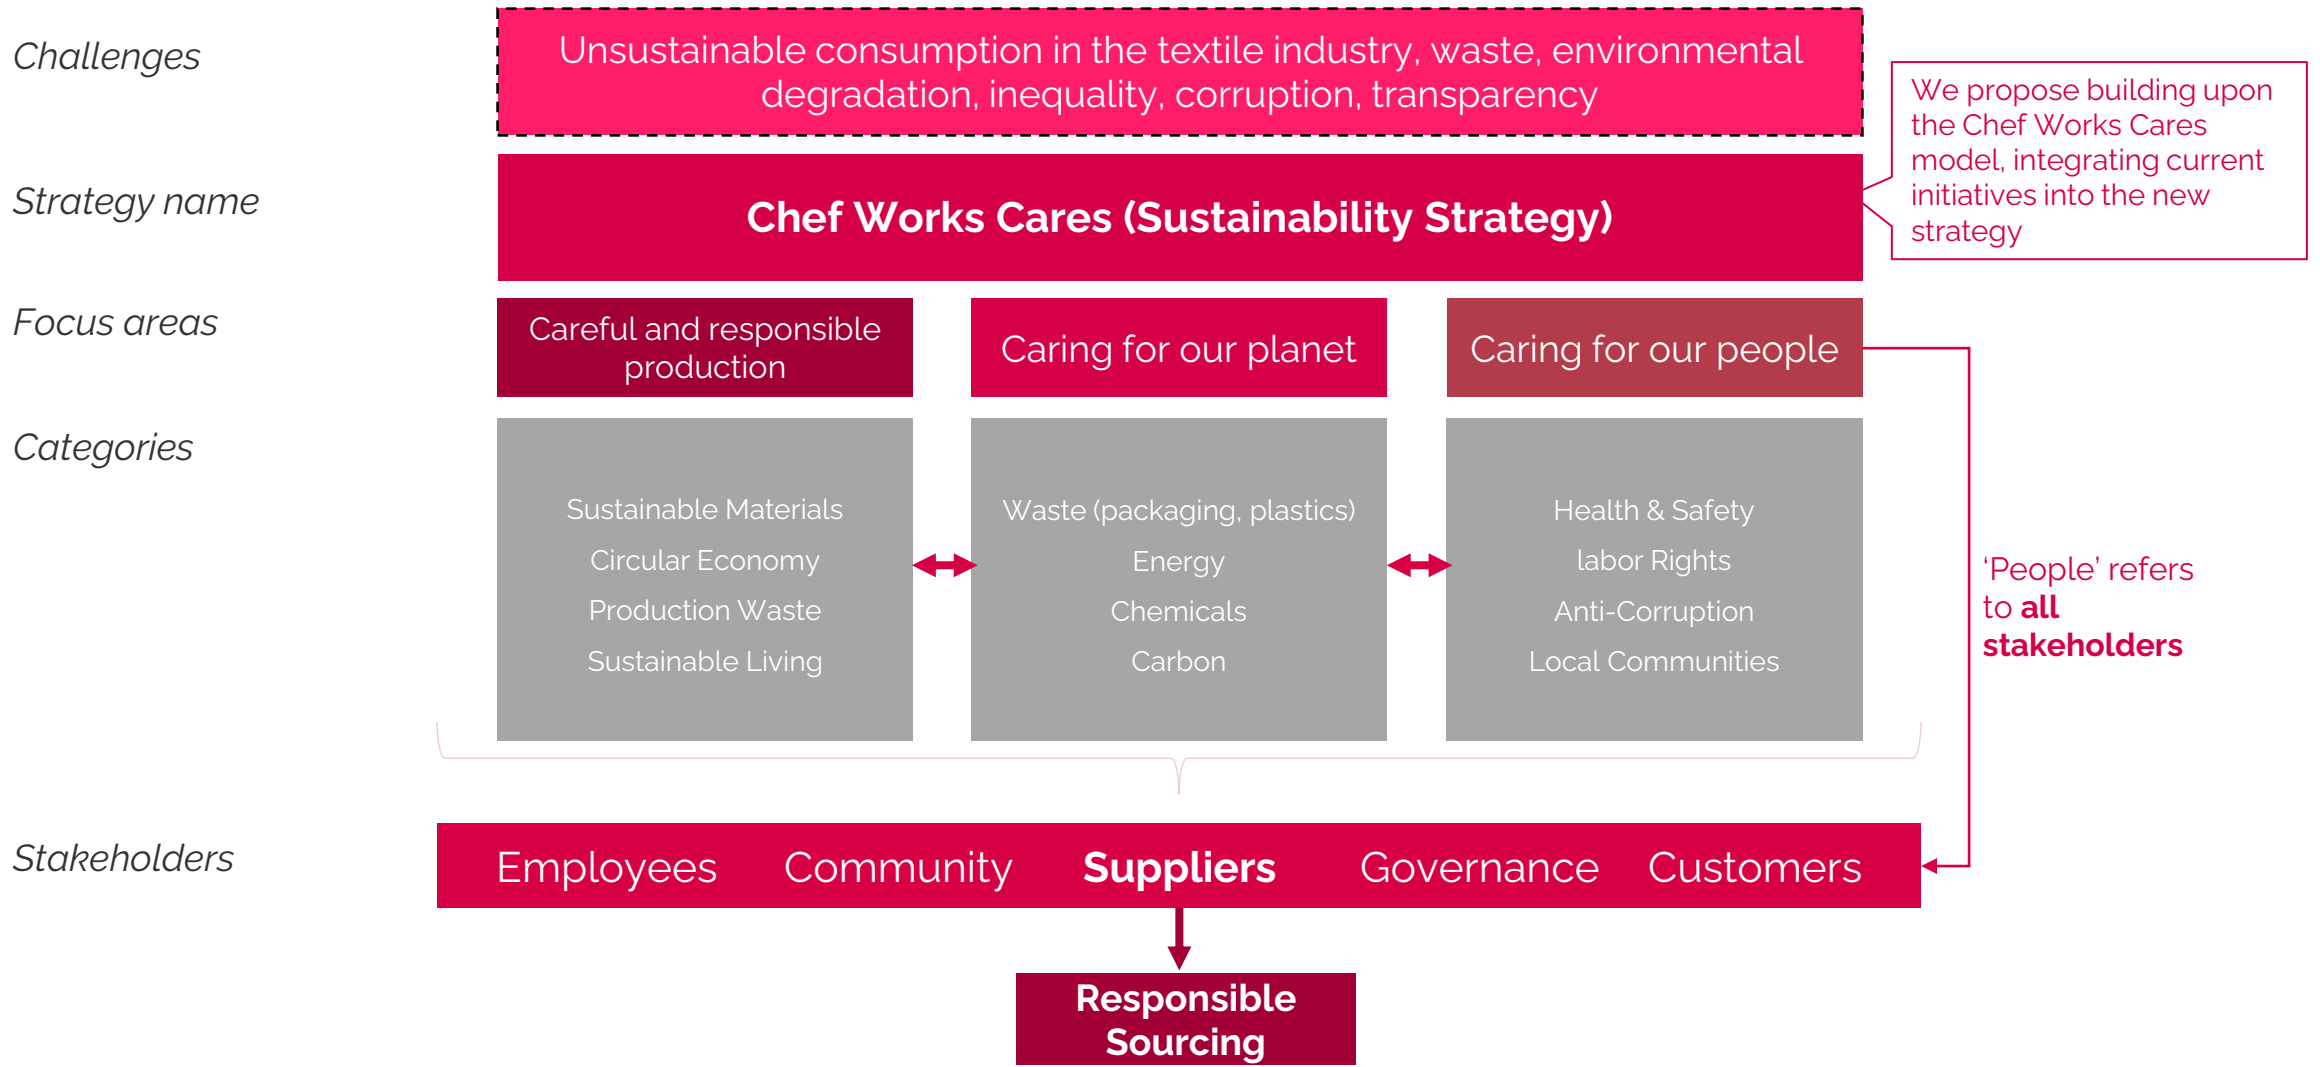 Challenges
Unsustainable consumption in the textile industry, waste, environmental
degradation, inequality, corruption, transparency
We propose building upon
the Chef Works Cares
model, integrating current
initiatives into the new
strategy
Strategy name
Chef Works Cares (Sustainability Strategy)
Focus areas
Careful and responsible
production
Caring for our planet
Caring for our people
Categories
Sustainable Materials
Circular Economy
Production Waste
Sustainable Living
Waste (packaging, plastics)
Energy
Chemicals
Carbon
Health & Safety
labor Rights
Anti-Corruption
Local Communities
‘People’ refers
to all
stakeholders
Stakeholders
Employees Community Suppliers Governance Customers
Responsible
Sourcing